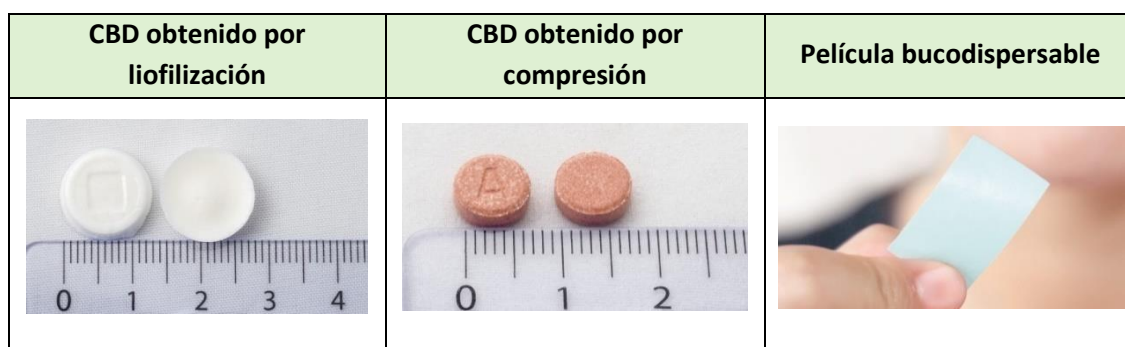 CBD obtenido por
liofilización
CBD obtenido por
compresión
Película bucodispersable
0 1 2 3 4
A
0 1 2